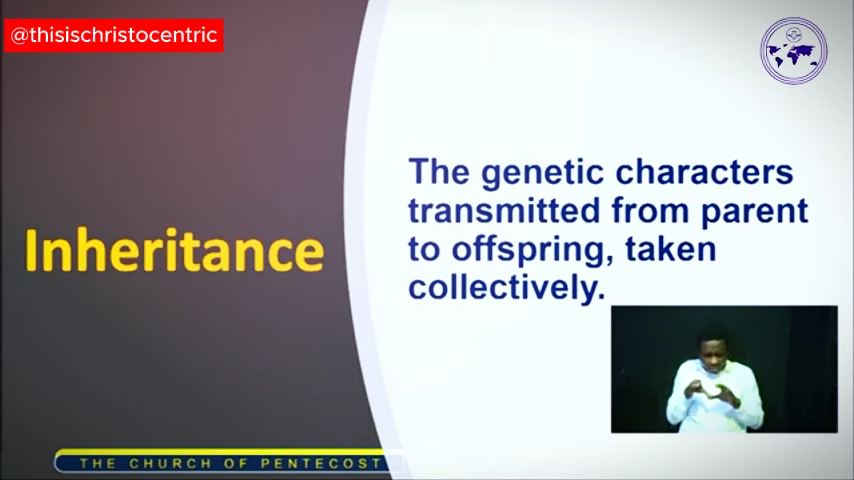 @thisischristocentric
Inheritance
The genetic characters
transmitted from parent
to offspring, taken
collectively.
THE CHURCH OF PENTECOST